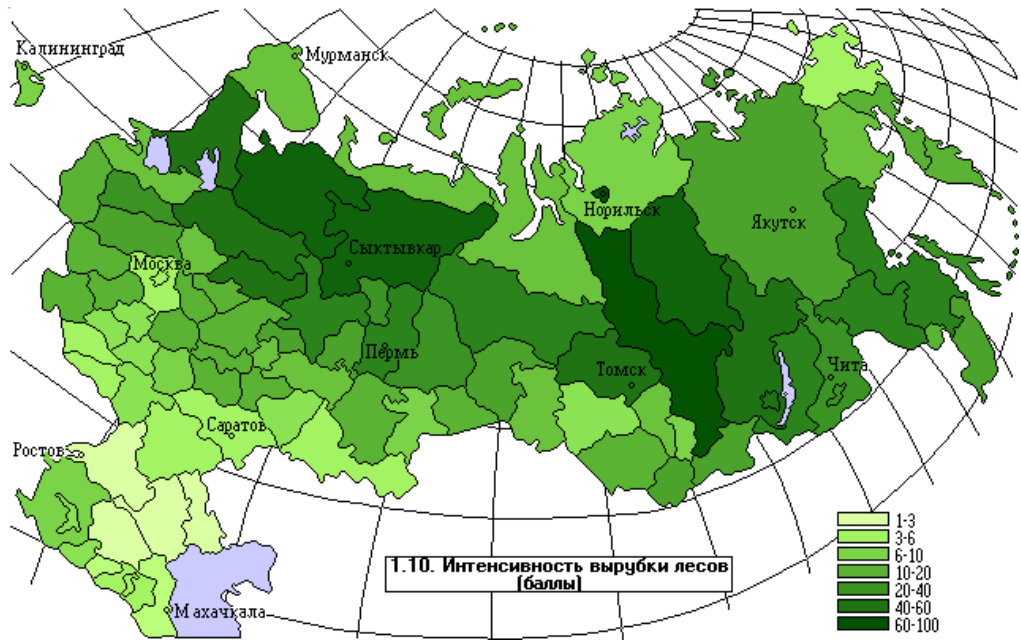 Калининград
Мурманск
Норильск
Якутск
Сыктывкар
Москва
Пермь
Томск
Чита
Саратов
Ростов
1-3
3-6
6-10
10-20
20-40
40-60
60-100
1.10. Интенсивность вырубки лесов
(баллы)
Махачкала